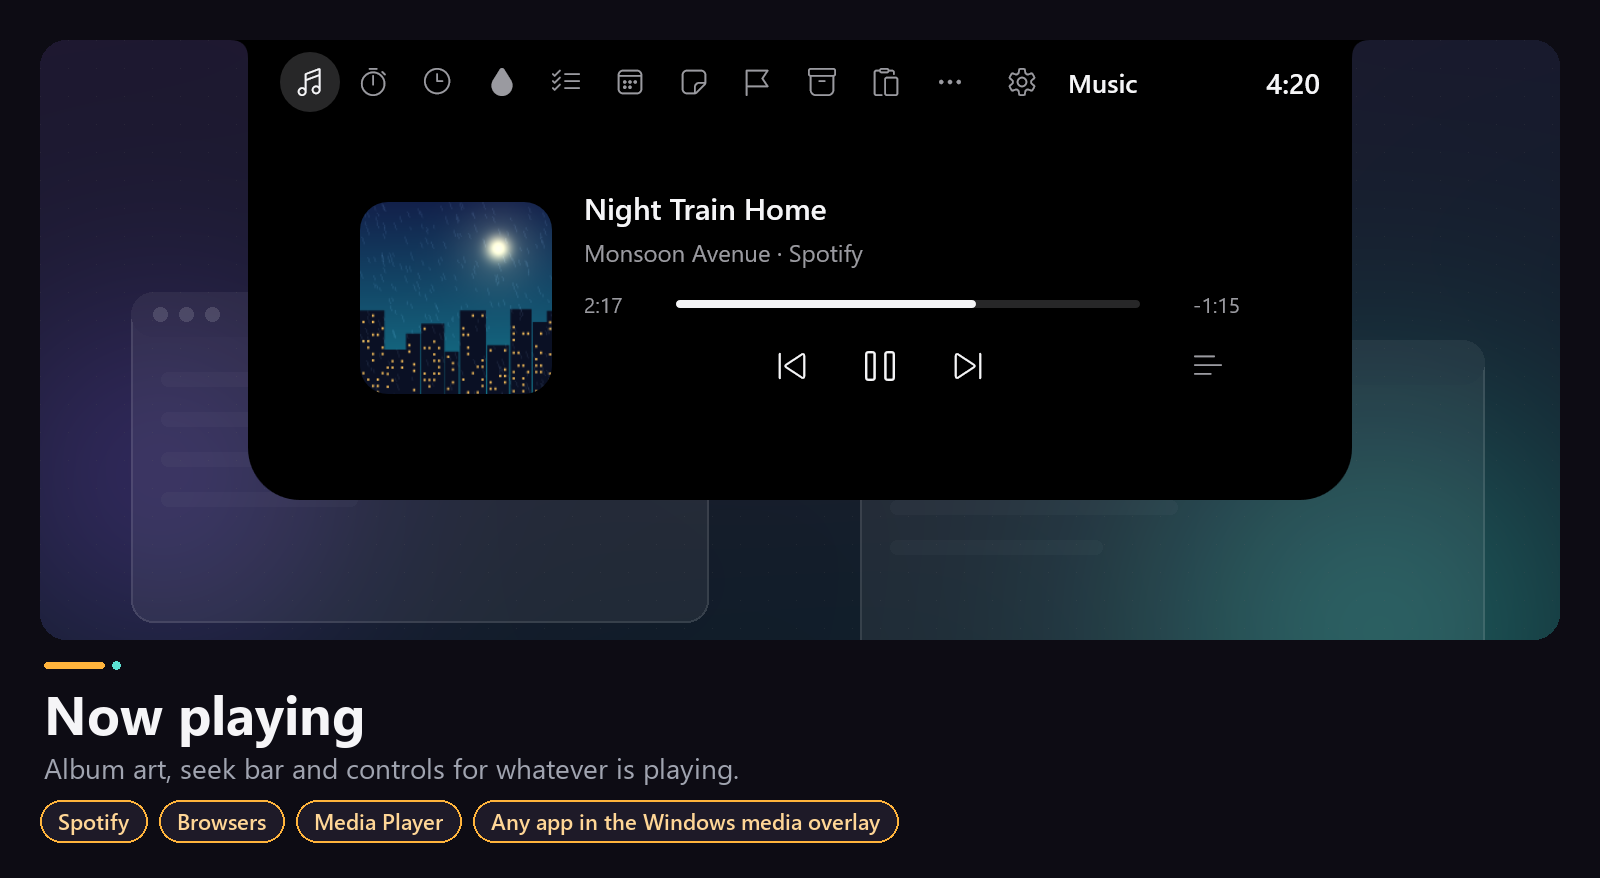 Music 4:20
Night Train Home
Monsoon Avenue · Spotify
2:17 -1:15
Now playing
Album art, seek bar and controls for whatever is playing.
Spotify Browsers Media Player Any app in the Windows media overlay